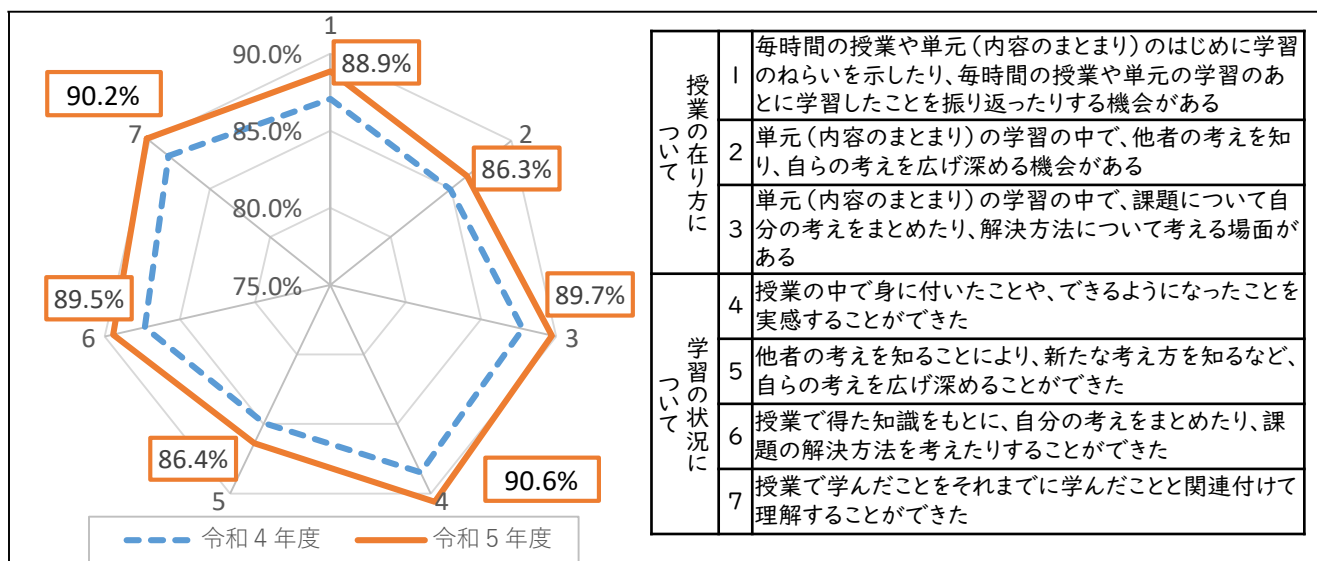 1
90.0%
88.9%
90.2%
7
85.0%
2
86.3%
80.0%
75.0%
89.5%
89.7%
6
3
86.4%
90.6%
5
4
令和4年度
令和5年度
授業の在り方に
ついて
1
毎時間の授業や単元（内容のまとまり）のはじめに学習
のねらいを示したり、毎時間の授業や単元の学習のあ
とに学習したことを振り返ったりする機会がある
2
単元（内容のまとまり）の学習の中で、他者の考えを知
り、自らの考えを広げ深める機会がある
3
単元（内容のまとまり）の学習の中で、課題について自
分の考えをまとめたり、解決方法について考える場面が
ある
学習の状況に
ついて
4
授業の中で身に付いたことや、できるようになったことを
実感することができた
5
他者の考えを知ることにより、新たな考え方を知るなど、
自らの考えを広げ深めることができた
6
授業で得た知識をもとに、自分の考えをまとめたり、課
題の解決方法を考えたりすることができた
7
授業で学んだことをそれまでに学んだことと関連付けて
理解することができた